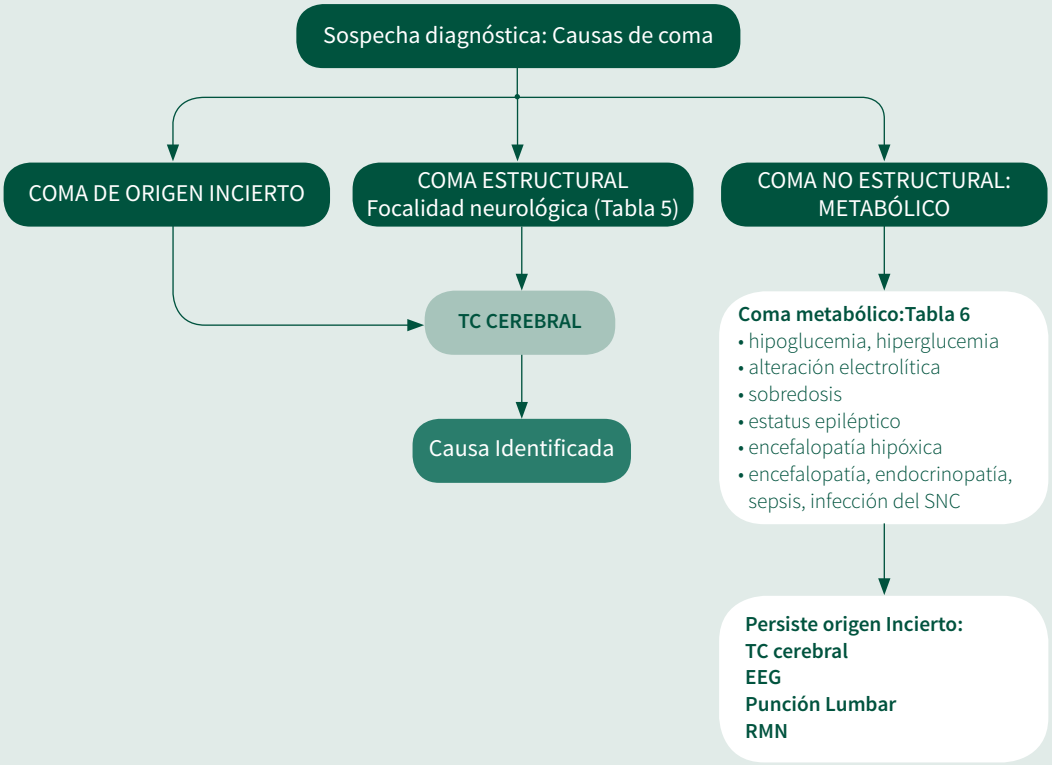 Sospecha diagnóstica: Causas de coma
COMA DE ORIGEN INCIERTO
COMA ESTRUCTURAL
Focalidad neurológica (Tabla 5)
COMA NO ESTRUCTURAL:
METABÓLICO
TC CEREBRAL
Causa Identificada
Coma metabólico:Tabla 6
• hipoglucemia, hiperglucemia
• alteración electrolítica
• sobredosis
• estatus epiléptico
• encefalopatía hipóxica
• encefalopatía, endocrinopatía,
sepsis, infección del SNC
Persiste origen Incierto:
TC cerebral
EEG
Punción Lumbar
RMN